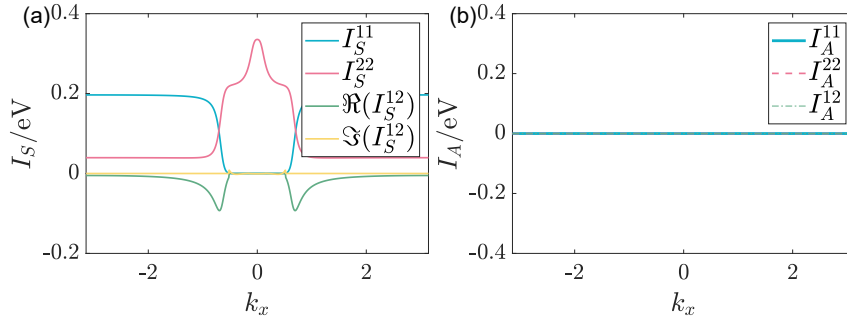 (a)
0.4
0.2
0
-0.2
I_S/eV
-2
0
2
k_x
I_S^{11}
I_S^{22}
ℜ(I_S^{12})
ℑ(I_S^{12})
(b)
0.4
0.2
0
-0.2
-0.4
I_A/eV
-2
0
2
k_x
I_A^{11}
I_A^{22}
I_A^{12}